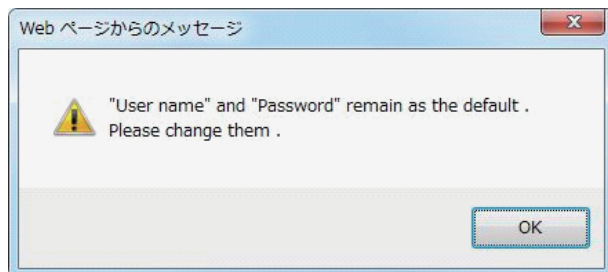 Web ページからのメッセージ
"User name" and "Password" remain as the default .
Please change them .
OK